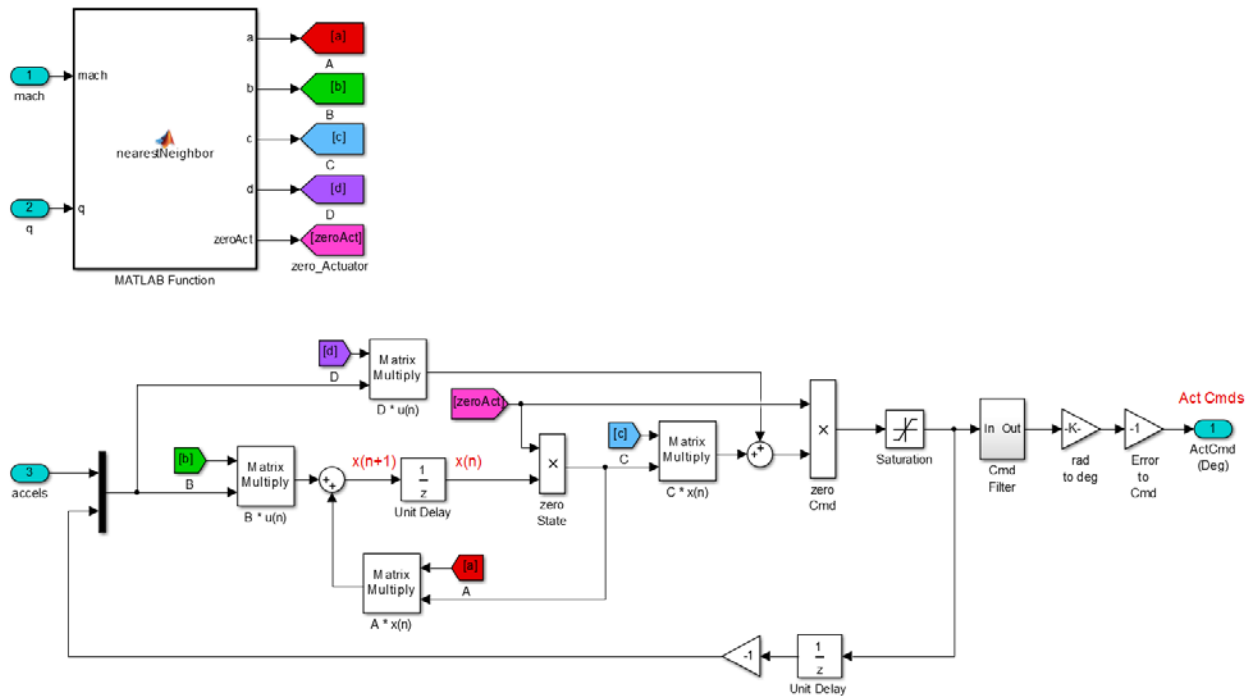 a
[a]
A
1
mach
mach
b
[b]
B
nearestNeighbor
c
[c]
C
2
q
q
d
[d]
D
zeroAct
[zeroAct]
zero_Actuator
MATLAB Function
[d]
D
Matrix
Multiply
D * u(n)
[zeroAct]
[c]
C
Matrix
Multiply
C * x(n)
×
zero
Cmd
Saturation
In Out
Cmd
Filter
-K-
rad
to deg
-1
Error
to
Cmd
Act Cmds
1
ActCmd
(Deg)
3
accels
[b]
B
Matrix
Multiply
B * u(n)
+
+
x(n+1)
1
z
Unit Delay
x(n)
×
zero
State
+
+
Matrix
Multiply
A * x(n)
[a]
A
-1
1
z
Unit Delay